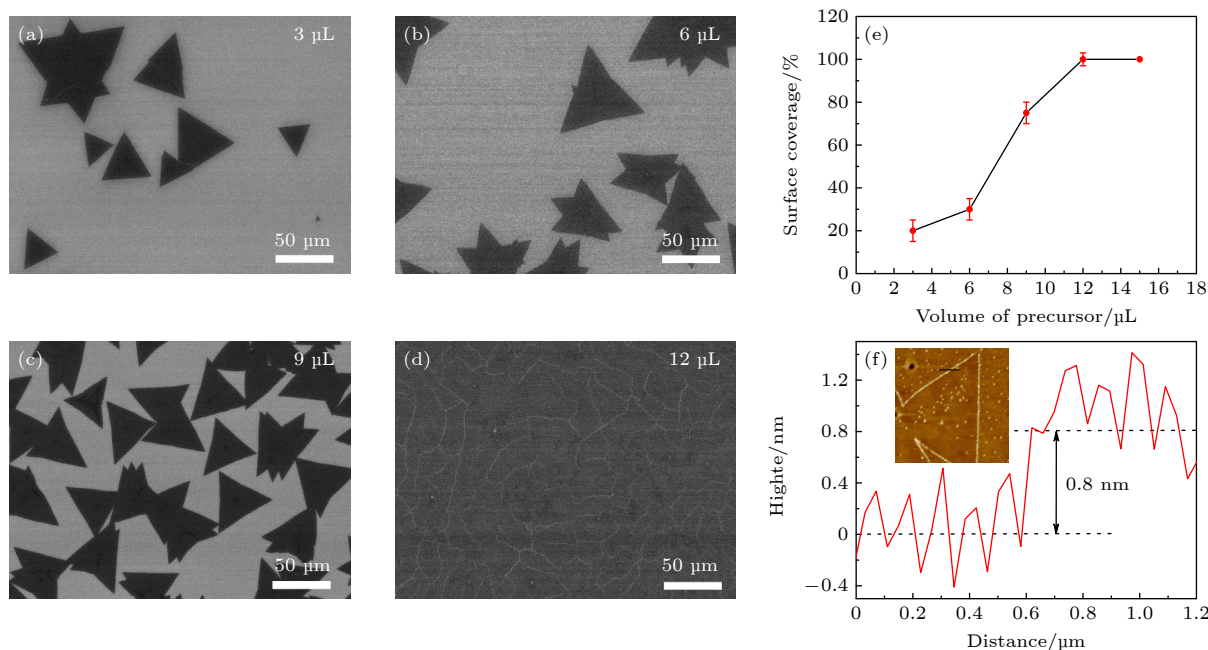 (a) 3 µL
50 µm
(b) 6 µL
50 µm
(e)
120
100
80
60
40
20
0
Surface coverage/%
0 2 4 6 8 10 12 14 16 18
Volume of precursor/µL
(c) 9 µL
50 µm
(d) 12 µL
50 µm
(f)
1.2
0.8
0.4
0
−0.4
Highte/nm
0.8 nm
0 0.2 0.4 0.6 0.8 1.0 1.2
Distance/µm